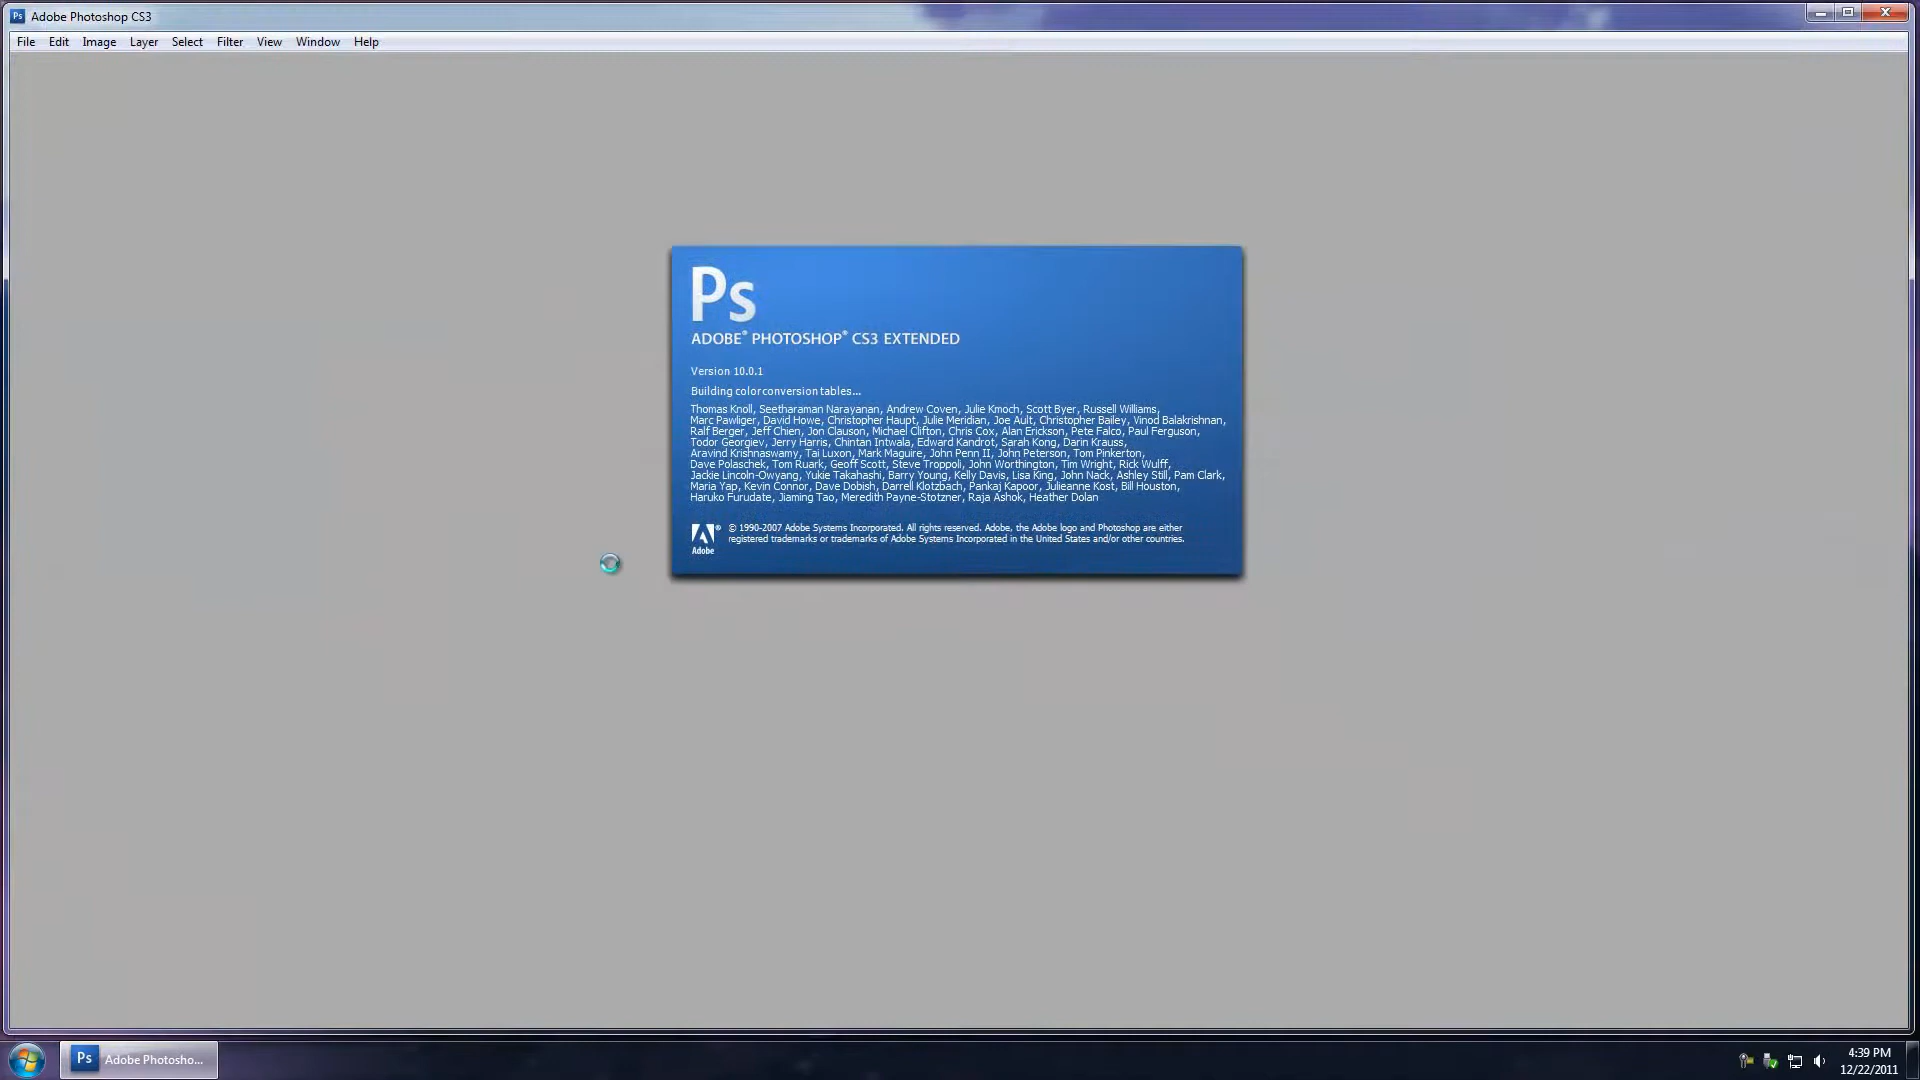 Ps Adobe Photoshop CS3
File Edit Image Layer Select Filter View Window Help
Ps
ADOBE® PHOTOSHOP® CS3 EXTENDED
Version 10.0.1
Building color conversion tables...
Thomas Knoll, Seetharaman Narayanan, Andrew Coven, Julie Kmoch, Scott Byer, Russell Williams,
Marc Pawliger, David Howe, Christopher Haupt, Julie Meridian, Joe Ault, Christopher Bailey, Vinod Balakrishnan,
Ralf Berger, Jeff Chien, Jon Clauson, Michael Clifton, Chris Cox, Alan Erickson, Pete Falco, Paul Ferguson,
Todor Georgiev, Jerry Harris, Chintan Intwala, Edward Kandrot, Sarah Kong, Darin Krauss,
Aravind Krishnaswamy, Tai Luxon, Mark Maguire, John Penn II, John Peterson, Tom Pinkerton,
Dave Polaschek, Tom Ruark, Geoff Scott, Steve Troppoli, John Worthington, Tim Wright, Rick Wulff,
Jackie Lincoln-Owyang, Yukie Takahashi, Barry Young, Kelly Davis, Lisa King, John Nack, Ashley Still, Pam Clark,
Maria Yap, Kevin Connor, Dave Dobish, Darrell Klotzbach, Pankaj Kapoor, Julieanne Kost, Bill Houston,
Haruko Furudate, Jiaming Tao, Meredith Payne-Stotzner, Raja Ashok, Heather Dolan
© 1990-2007 Adobe Systems Incorporated. All rights reserved. Adobe, the Adobe logo and Photoshop are either
registered trademarks or trademarks of Adobe Systems Incorporated in the United States and/or other countries.
Adobe
Ps Adobe Photosho...
4:39 PM
12/22/2011